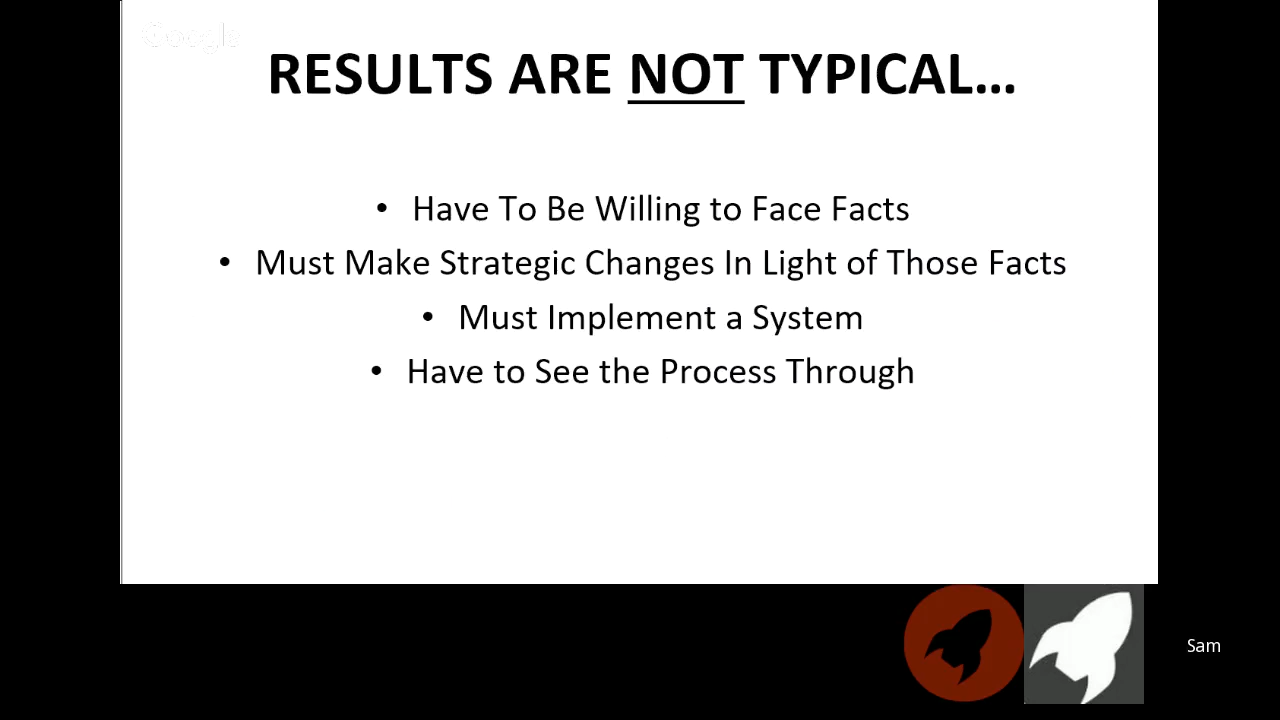 Google
RESULTS ARE NOT TYPICAL...
• Have To Be Willing to Face Facts
• Must Make Strategic Changes In Light of Those Facts
• Must Implement a System
• Have to See the Process Through
Sam